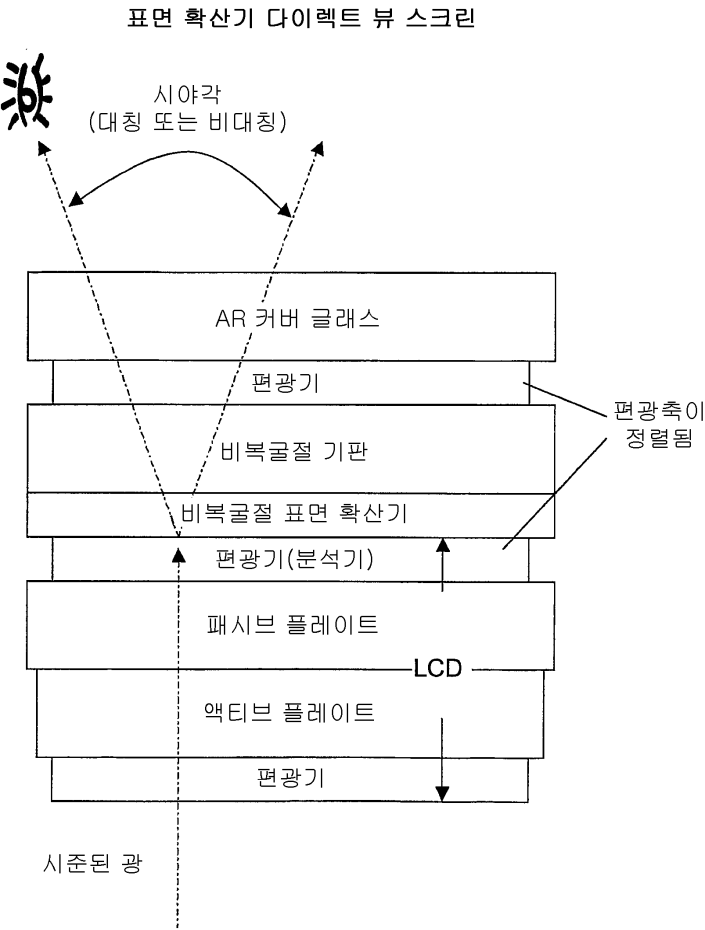 표면 확산기 다이렉트 뷰 스크린
시야각
(대칭 또는 비대칭)
AR 커버 글래스
편광기
편광축이
정렬됨
비복굴절 기판
비복굴절 표면 확산기
편광기(분석기)
패시브 플레이트
LCD
액티브 플레이트
편광기
시준된 광